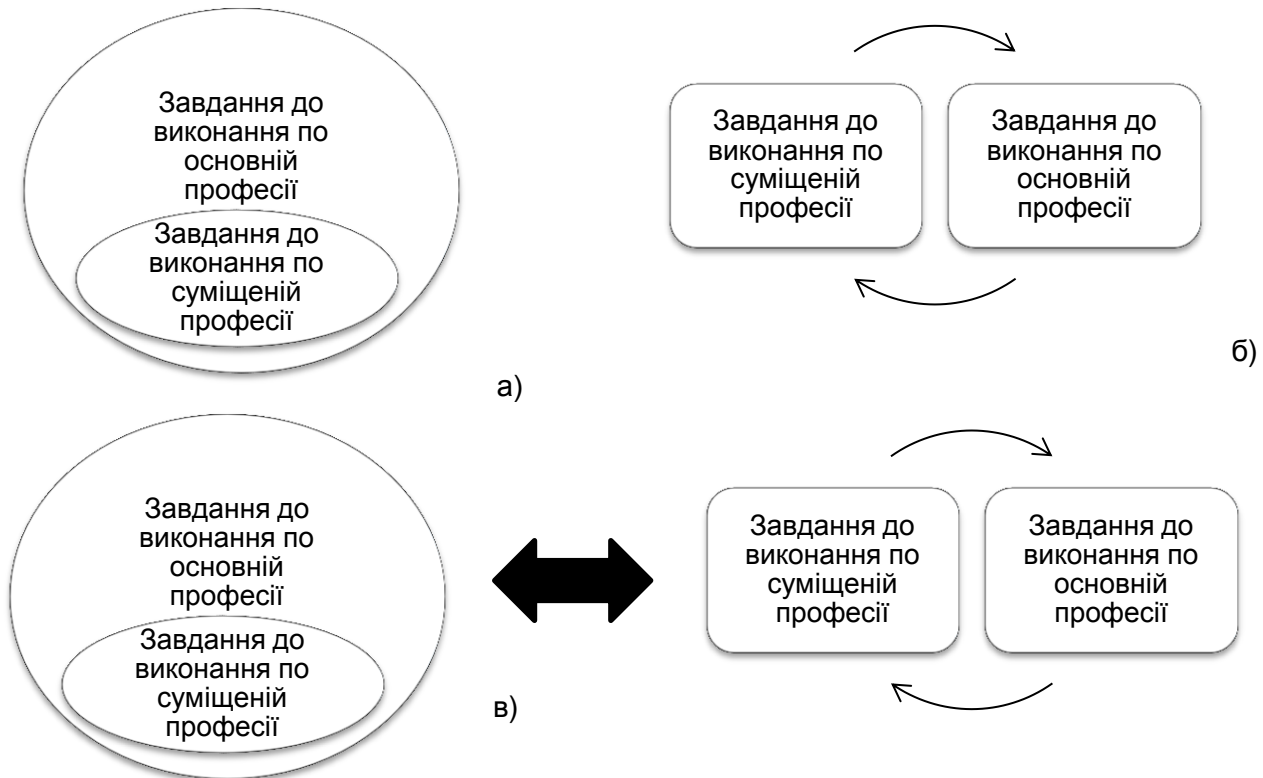 Завдання до
виконання по
основній
професії
Завдання до
виконання по
суміщеній
професії
а)
Завдання до
виконання по
суміщеній
професії
Завдання до
виконання по
основній
професії
б)
Завдання до
виконання по
основній
професії
Завдання до
виконання по
суміщеній
професії
в)
Завдання до
виконання по
суміщеній
професії
Завдання до
виконання по
основній
професії